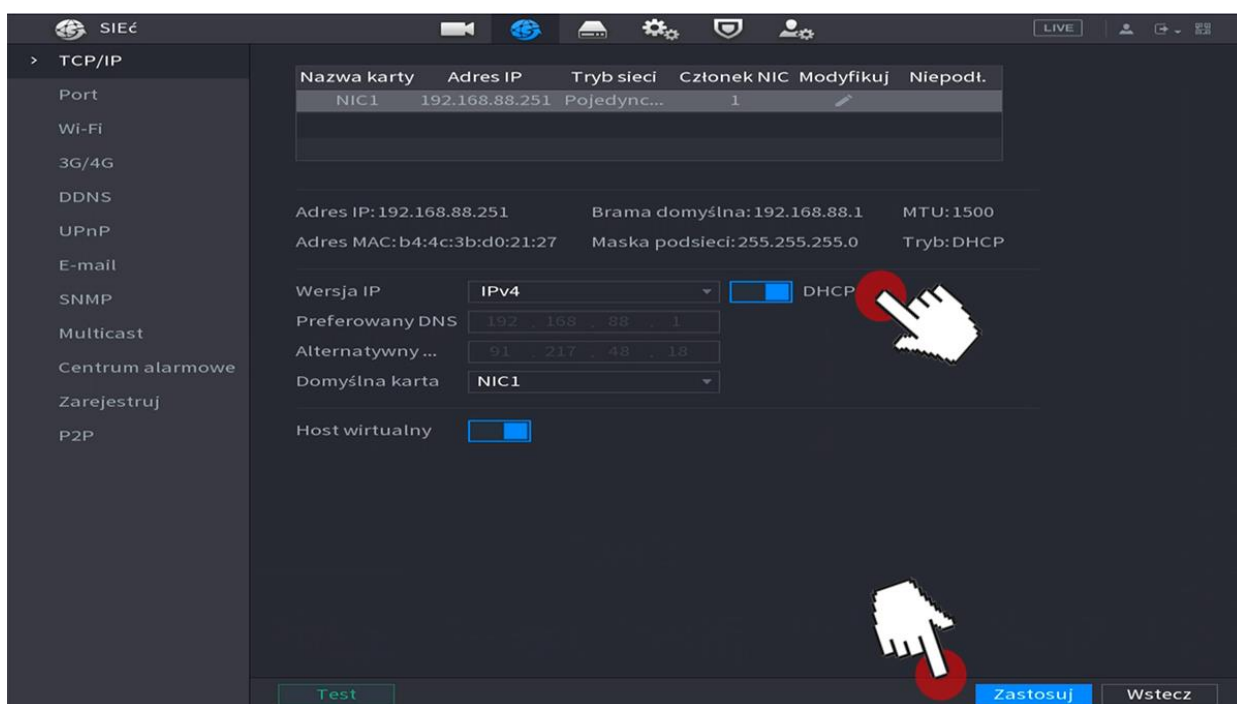 SIEć LIVE
TCP/IP
Port
Wi-Fi
3G/4G
DDNS
UPnP
E-mail
SNMP
Multicast
Centrum alarmowe
Zarejestruj
P2P
Nazwa karty Adres IP Tryb sieci Członek NIC Modyfikuj Niepodł.
NIC1 192.168.88.251 Pojedync... 1
Adres IP: 192.168.88.251 Brama domyślna: 192.168.88.1 MTU: 1500
Adres MAC: b4:4c:3b:d0:21:27 Maska podsieci: 255.255.255.0 Tryb: DHCP
Wersja IP IPv4 DHCP
Preferowany DNS 192 . 168 . 88 . 1
Alternatywny ... 91 . 217 . 48 . 18
Domyślna karta NIC1
Host wirtualny
Test Zastosuj Wstecz